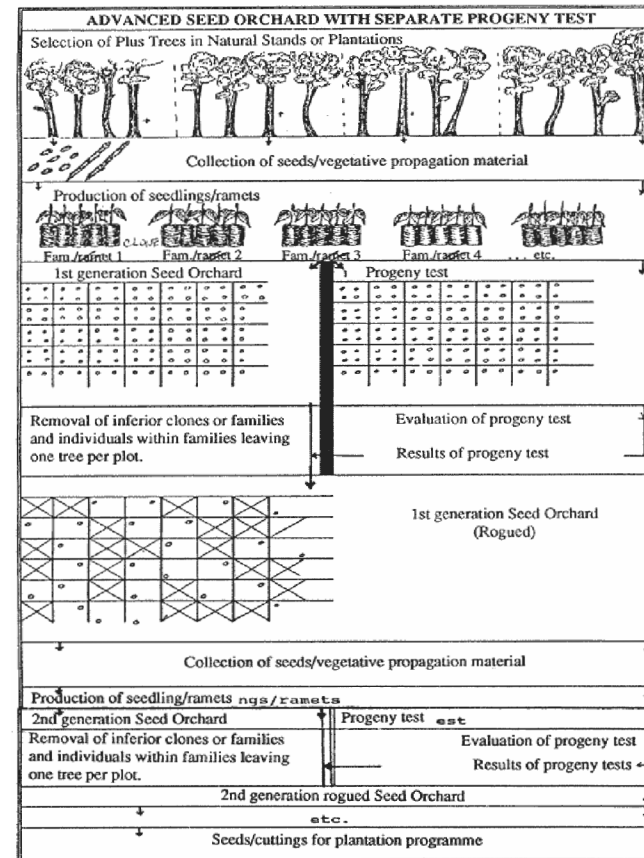 ADVANCED SEED ORCHARD WITH SEPARATE PROGENY TEST
Selection of Plus Trees in Natural Stands or Plantations
Collection of seeds/vegetative propagation material
Production of seedlings/ramets
Fam./ramet 1
Fam./ramet 2
Fam./ramet 3
Fam./ramet 4
... etc.
1st generation Seed Orchard
Progeny test
Removal of inferior clones or families
and individuals within families leaving
one tree per plot.
Evaluation of progeny test
Results of progeny test
1st generation Seed Orchard
(Rogued)
Collection of seeds/vegetative propagation material
Production of seedling/ramets ngs/ramets
2nd generation Seed Orchard
Progeny test est
Removal of inferior clones or families
and individuals within families leaving
one tree per plot.
Evaluation of progeny test
Results of progeny tests
2nd generation rogued Seed Orchard
etc.
Seeds/cuttings for plantation programme